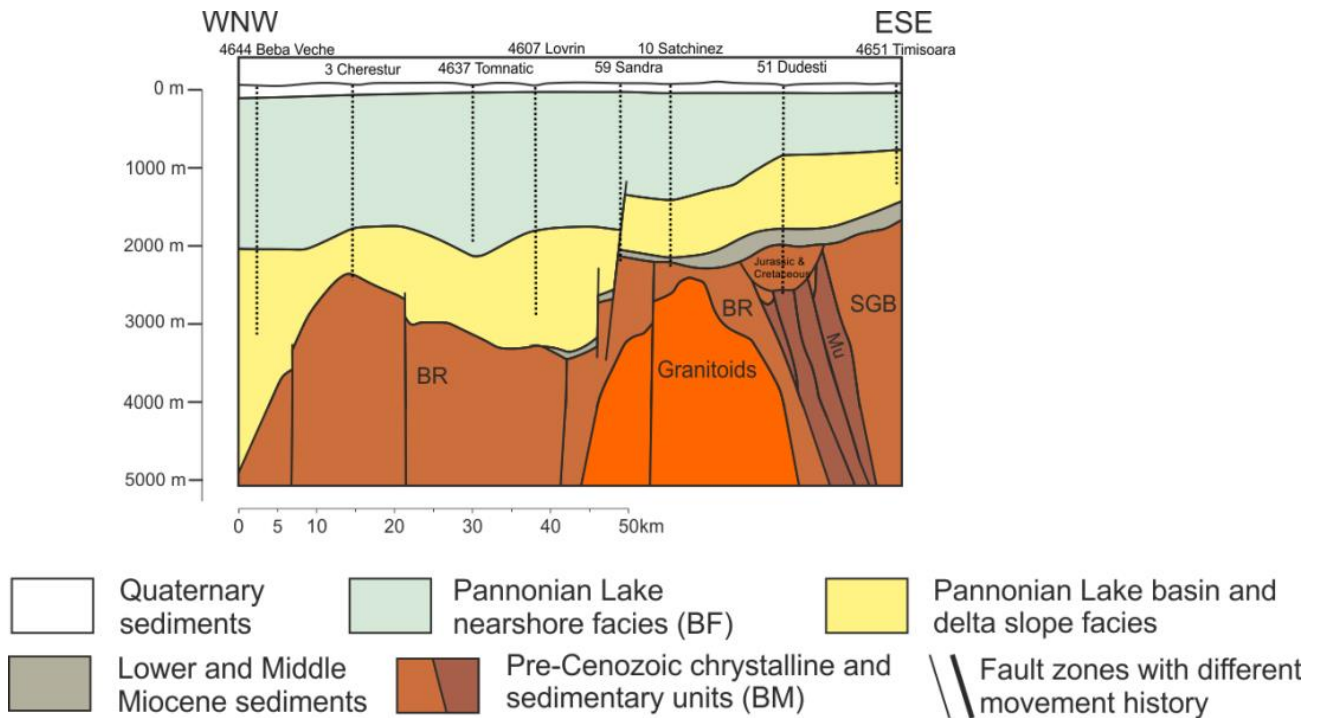 WNW
ESE
4644 Beba Veche
4607 Lovrin
10 Satchinez
4651 Timisoara
3 Cherestur
4637 Tomnatic
59 Sandra
51 Dudesti
0 m
1000 m
2000 m
3000 m
4000 m
5000 m
Jurassic &
Cretaceous
BR
BR
SGB
Mu
Granitoids
0 5 10 20 30 40 50km
Quaternary
sediments
Pannonian Lake
nearshore facies (BF)
Pannonian Lake basin and
delta slope facies
Lower and Middle
Miocene sediments
Pre-Cenozoic chrystalline and
sedimentary units (BM)
Fault zones with different
movement history